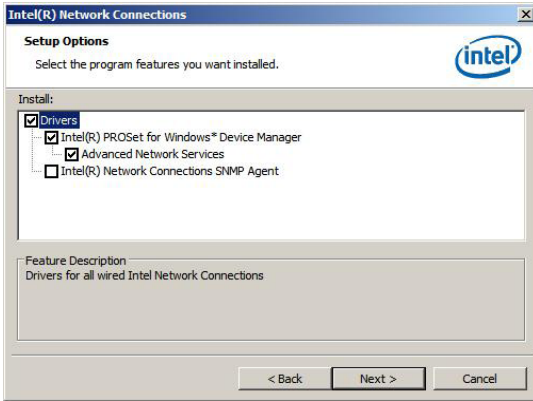 Intel(R) Network Connections
Setup Options
Select the program features you want installed.
intel
Install:
Drivers
Intel(R) PROSet for Windows* Device Manager
Advanced Network Services
Intel(R) Network Connections SNMP Agent
Feature Description
Drivers for all wired Intel Network Connections
< Back
Next >
Cancel